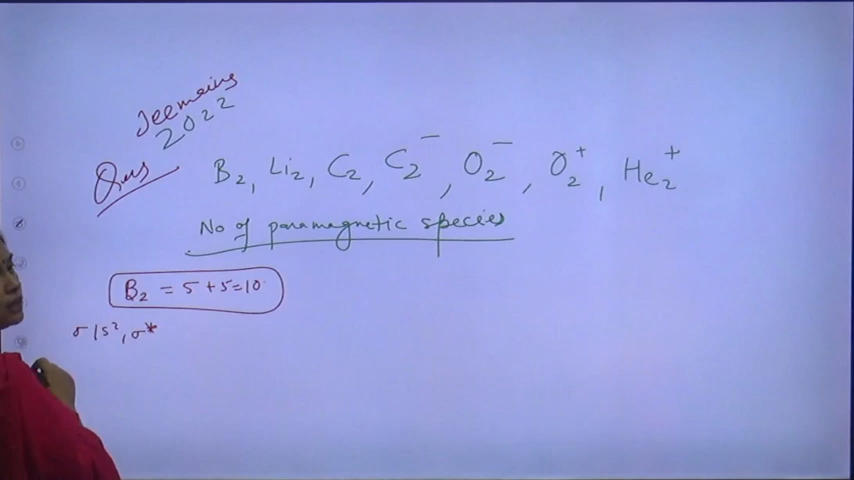 Jeemains
2022
Ques
B₂, Li₂, C₂, C₂⁻, O₂⁻, O₂⁺, He₂⁺
No of paramagnetic species
B₂ = 5+5=10
σ1s², σ*